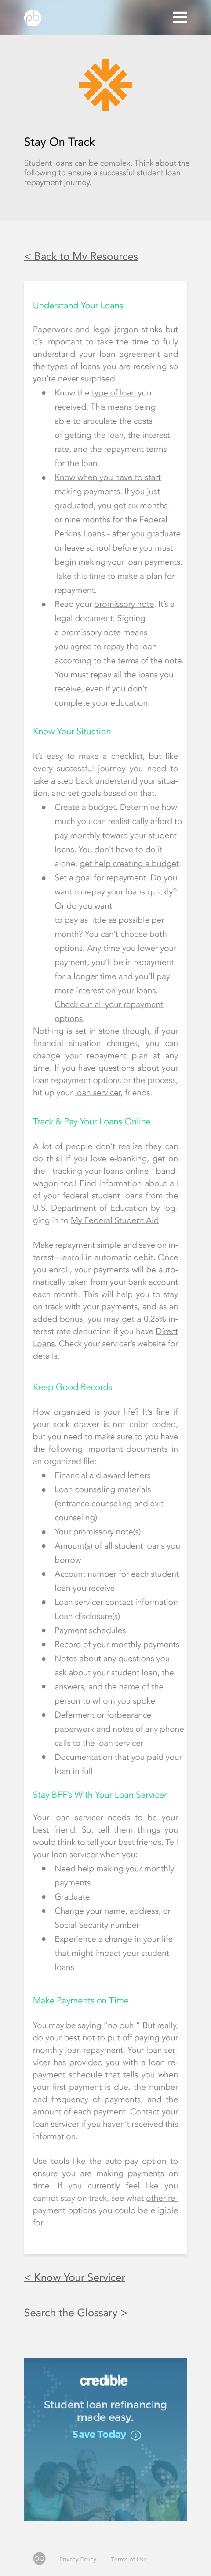 pb
Stay On Track
Student loans can be complex. Think about the
following to ensure a successful student loan
repayment journey.
< Back to My Resources
Understand Your Loans
Paperwork and legal jargon stinks but
it's important to take the time to fully
understand your loan agreement and
the types of loans you are receiving so
you're never surprised.
• Know the type of loan you
received. This means being
able to articulate the costs
of getting the loan, the interest
rate, and the repayment terms
for the loan.
• Know when you have to start
making payments. If you just
graduated, you get six months -
or nine months for the Federal
Perkins Loans - after you graduate
or leave school before you must
begin making your loan payments.
Take this time to make a plan for
repayment.
• Read your promissory note. It's a
legal document. Signing
a promissory note means
you agree to repay the loan
according to the terms of the note.
You must repay all the loans you
receive, even if you don't
complete your education.
Know Your Situation
It's easy to make a checklist, but like
every successful journey you need to
take a step back understand your situa-
tion, and set goals based on that.
• Create a budget. Determine how
much you can realistically afford to
pay monthly toward your student
loans. You don't have to do it
alone, get help creating a budget.
• Set a goal for repayment. Do you
want to repay your loans quickly?
Or do you want
to pay as little as possible per
month? You can't choose both
options. Any time you lower your
payment, you'll be in repayment
for a longer time and you'll pay
more interest on your loans.
Check out all your repayment
options.
Nothing is set in stone though, if your
financial situation changes, you can
change your repayment plan at any
time. If you have questions about your
loan repayment options or the process,
hit up your loan servicer, friends.
Track & Pay Your Loans Online
A lot of people don't realize they can
do this! If you love e-banking, get on
the tracking-your-loans-online band-
wagon too! Find information about all
of your federal student loans from the
U.S. Department of Education by log-
ging in to My Federal Student Aid.
Make repayment simple and save on in-
terest—enroll in automatic debit. Once
you enroll, your payments will be auto-
matically taken from your bank account
each month. This will help you to stay
on track with your payments, and as an
added bonus, you may get a 0.25% in-
terest rate deduction if you have Direct
Loans. Check your servicer's website for
details.
Keep Good Records
How organized is your life? It's fine if
your sock drawer is not color coded,
but you need to make sure to you have
the following important documents in
an organized file:
• Financial aid award letters
• Loan counseling materials
(entrance counseling and exit
counseling)
• Your promissory note(s)
• Amount(s) of all student loans you
borrow
• Account number for each student
loan you receive
• Loan servicer contact information
Loan disclosure(s)
• Payment schedules
• Record of your monthly payments
• Notes about any questions you
ask about your student loan, the
• answers, and the name of the
person to whom you spoke
• Deferment or forbearance
paperwork and notes of any phone
calls to the loan servicer
• Documentation that you paid your
loan in full
Stay BFF's WIth Your Loan Servicer
Your loan servicer needs to be your
best friend. So, tell them things you
would think to tell your best friends. Tell
your loan servicer when you:
• Need help making your monthly
payments
• Graduate
• Change your name, address, or
Social Security number
• Experience a change in your life
that might impact your student
loans
Make Payments on Time
You may be saying "no duh." But really,
do your best not to put off paying your
monthly loan repayment. Your loan ser-
vicer has provided you with a loan re-
payment schedule that tells you when
your first payment is due, the number
and frequency of payments, and the
amount of each payment. Contact your
loan servicer if you haven't received this
information.
Use tools like the auto-pay option to
ensure you are making payments on
time. If you currently feel like you
cannot stay on track, see what other re-
payment options you could be eligible
for.
< Know Your Servicer
Search the Glossary >
credible
Student loan refinancing
made easy.
Save Today
pb Privacy Policy Terms of Use